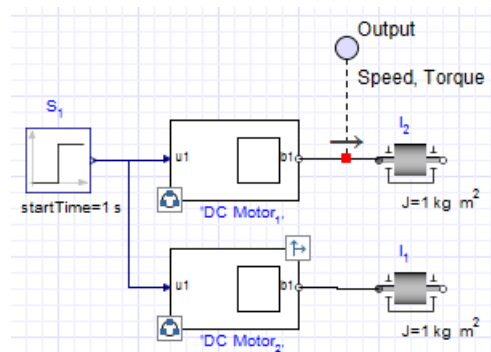 Output
Speed, Torque
S1
I2
u1
b1
startTime=1 s
'DC Motor1'
J=1 kg m²
I1
u1
b1
'DC Motor2'
J=1 kg m²